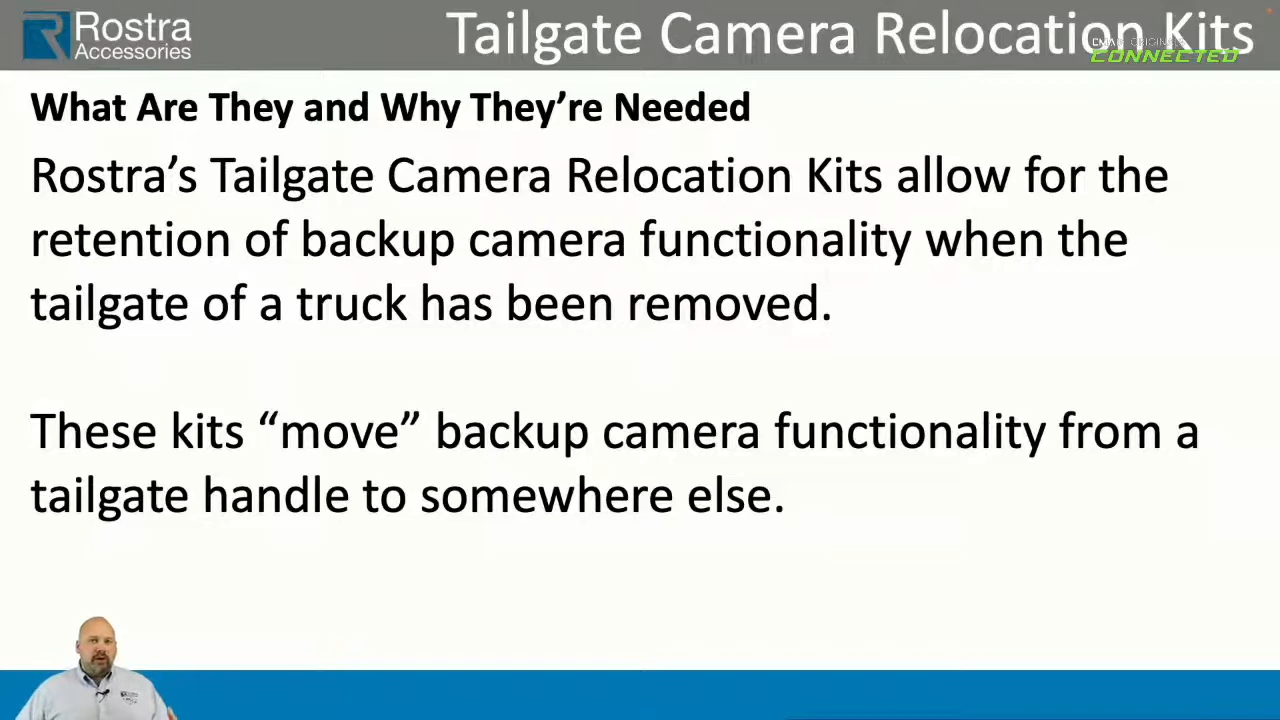 Rostra
Accessories
Tailgate Camera Relocation Kits
CONNECTED
What Are They and Why They’re Needed
Rostra’s Tailgate Camera Relocation Kits allow for the
retention of backup camera functionality when the
tailgate of a truck has been removed.
These kits “move” backup camera functionality from a
tailgate handle to somewhere else.
Rostra